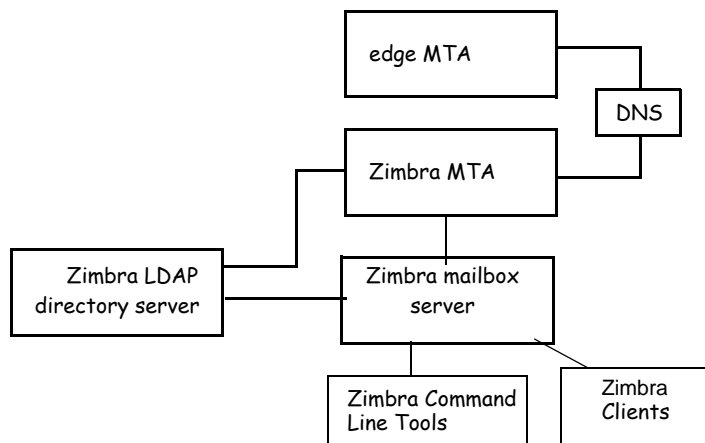 edge MTA
DNS
Zimbra MTA
Zimbra LDAP
directory server
Zimbra mailbox
server
Zimbra Command
Line Tools
Zimbra
Clients